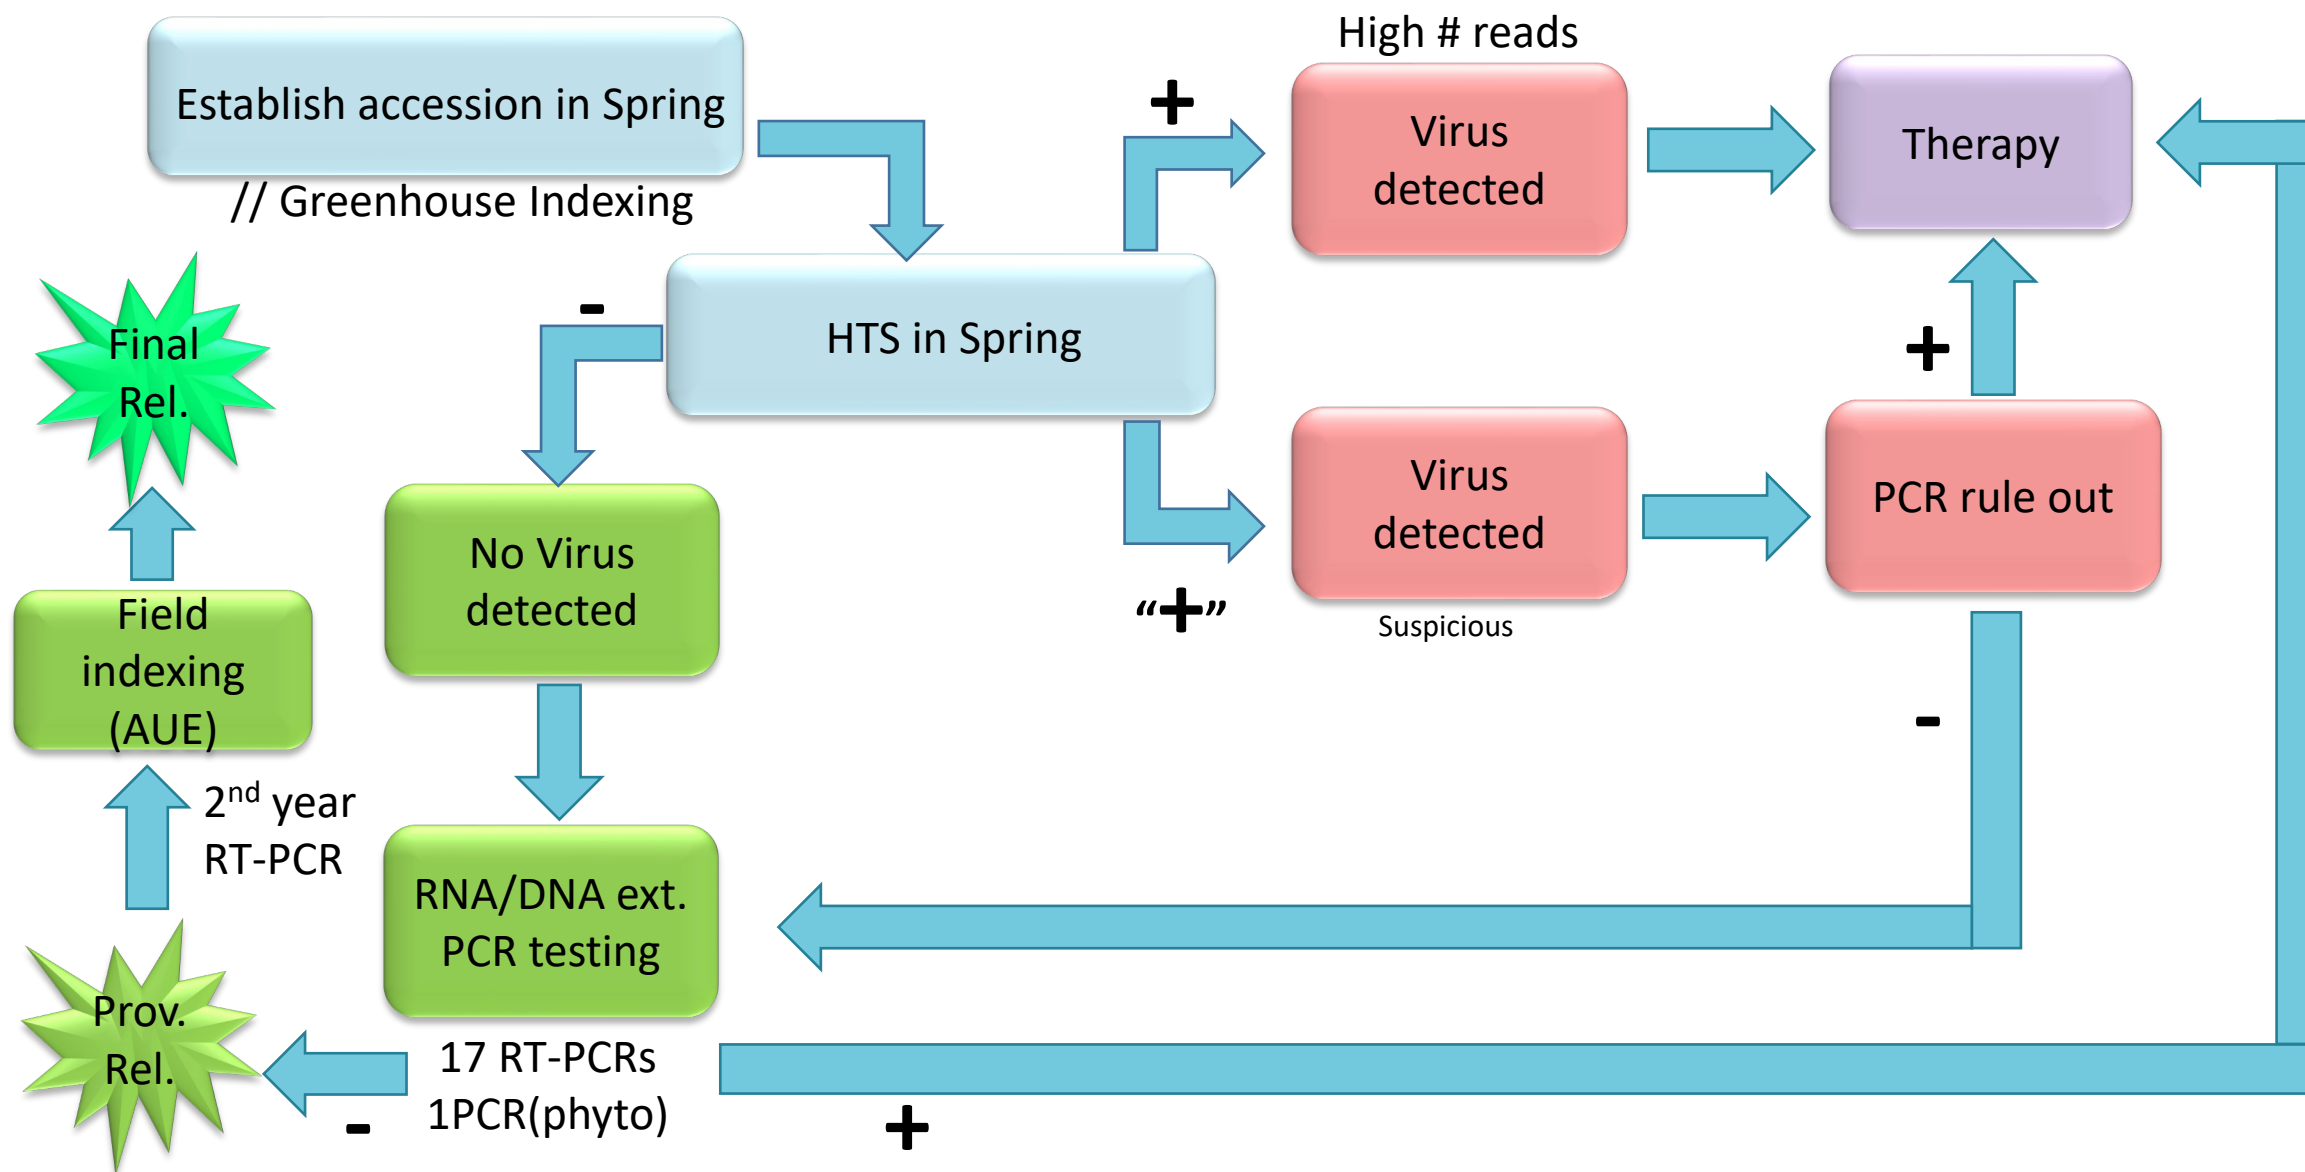 Establish accession in Spring
// Greenhouse Indexing
High # reads
+
Virus
detected
Therapy
HTS in Spring
-
Final
Rel.
+
“+”
Virus
detected
Suspicious
PCR rule out
-
No Virus
detected
Field
indexing
(AUE)
2nd year
RT-PCR
RNA/DNA ext.
PCR testing
Prov.
Rel.
17 RT-PCRs
1PCR(phyto)
-
+